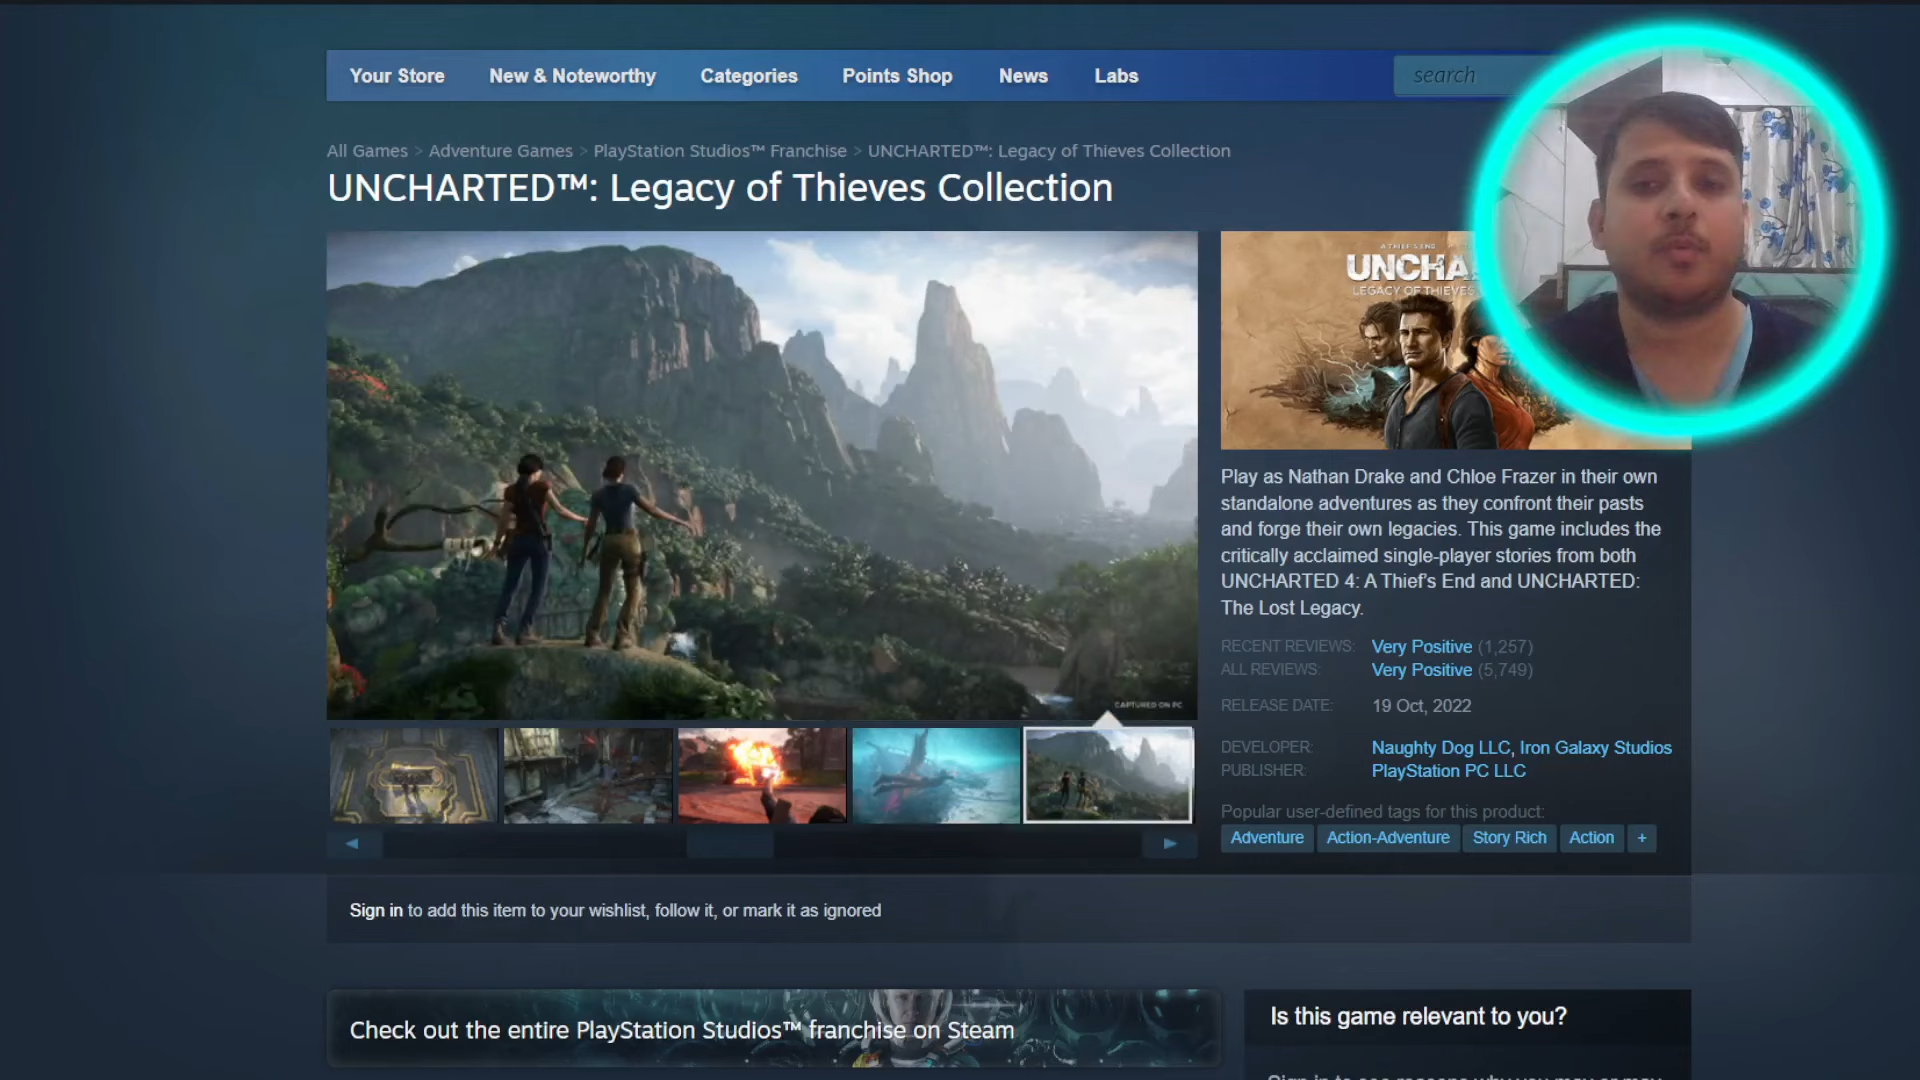 Your Store New & Noteworthy Categories Points Shop News Labs search
All Games > Adventure Games > PlayStation Studios™ Franchise > UNCHARTED™: Legacy of Thieves Collection
UNCHARTED™: Legacy of Thieves Collection
CAPTURED ON PC
A THIEF'S END
UNCHA
LEGACY OF THIEVES
Play as Nathan Drake and Chloe Frazer in their own
standalone adventures as they confront their pasts
and forge their own legacies. This game includes the
critically acclaimed single-player stories from both
UNCHARTED 4: A Thief's End and UNCHARTED:
The Lost Legacy.
RECENT REVIEWS: Very Positive (1,257)
ALL REVIEWS: Very Positive (5,749)
RELEASE DATE: 19 Oct, 2022
DEVELOPER: Naughty Dog LLC, Iron Galaxy Studios
PUBLISHER: PlayStation PC LLC
Popular user-defined tags for this product:
Adventure Action-Adventure Story Rich Action +
Sign in to add this item to your wishlist, follow it, or mark it as ignored
Check out the entire PlayStation Studios™ franchise on Steam
Is this game relevant to you?